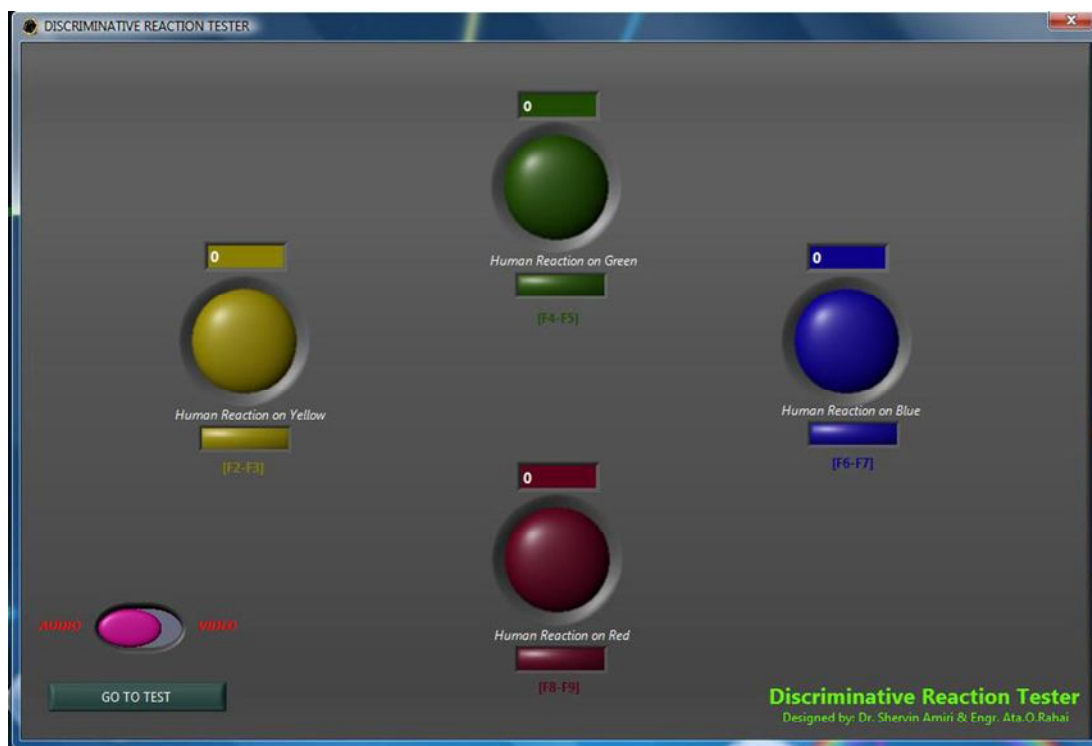 DISCRIMINATIVE REACTION TESTER
0
Human Reaction on Green
[F4-F5]
0
Human Reaction on Yellow
[F2-F3]
0
Human Reaction on Blue
[F6-F7]
0
Human Reaction on Red
[F8-F9]
AUDIO
VIDEO
GO TO TEST
Discriminative Reaction Tester
Designed by: Dr. Shervin Amiri & Engr. Ata.O.Rahai